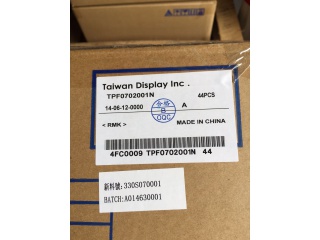 Taiwan Display Inc .
TPF0702001N 44PCS
14-06-12-0000 合格 A
B
OQC
< RMK > MADE IN CHINA
4FC0009 TPF0702001N 44
新料號: 330S070001
BATCH: A014630001